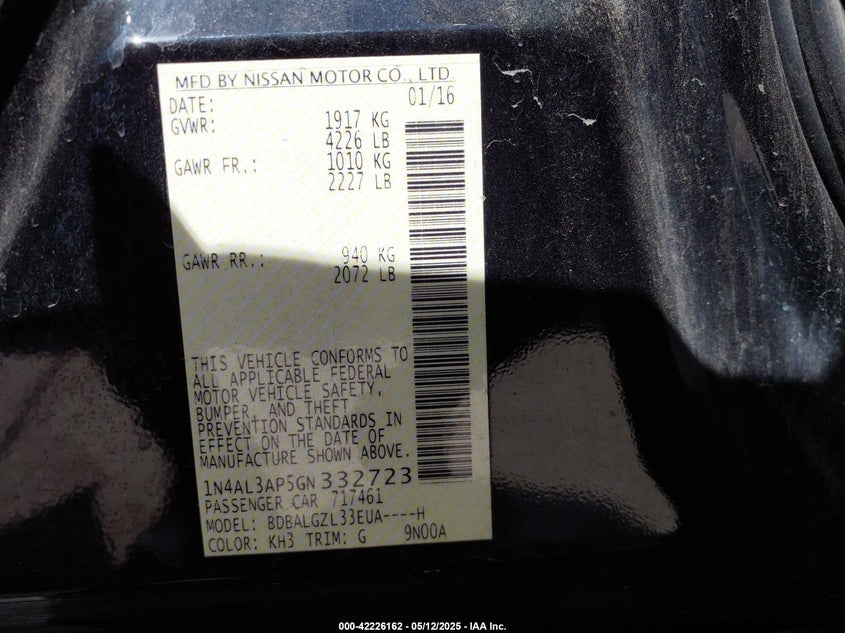 MFD BY NISSAN MOTOR CO., LTD.
DATE: 01/16
GVWR: 1917 KG
4226 LB
GAWR FR.: 1010 KG
2227 LB
GAWR RR.: 940 KG
2072 LB
THIS VEHICLE CONFORMS TO
ALL APPLICABLE FEDERAL
MOTOR VEHICLE SAFETY,
BUMPER, AND THEFT
PREVENTION STANDARDS IN
EFFECT ON THE DATE OF
MANUFACTURE SHOWN ABOVE.
1N4AL3AP5GN332723
PASSENGER CAR 717461
MODEL: BDBALGZL33EUA----H
COLOR: KH3 TRIM: G 9N00A
000-42226162 - 05/12/2025 - IAA Inc.